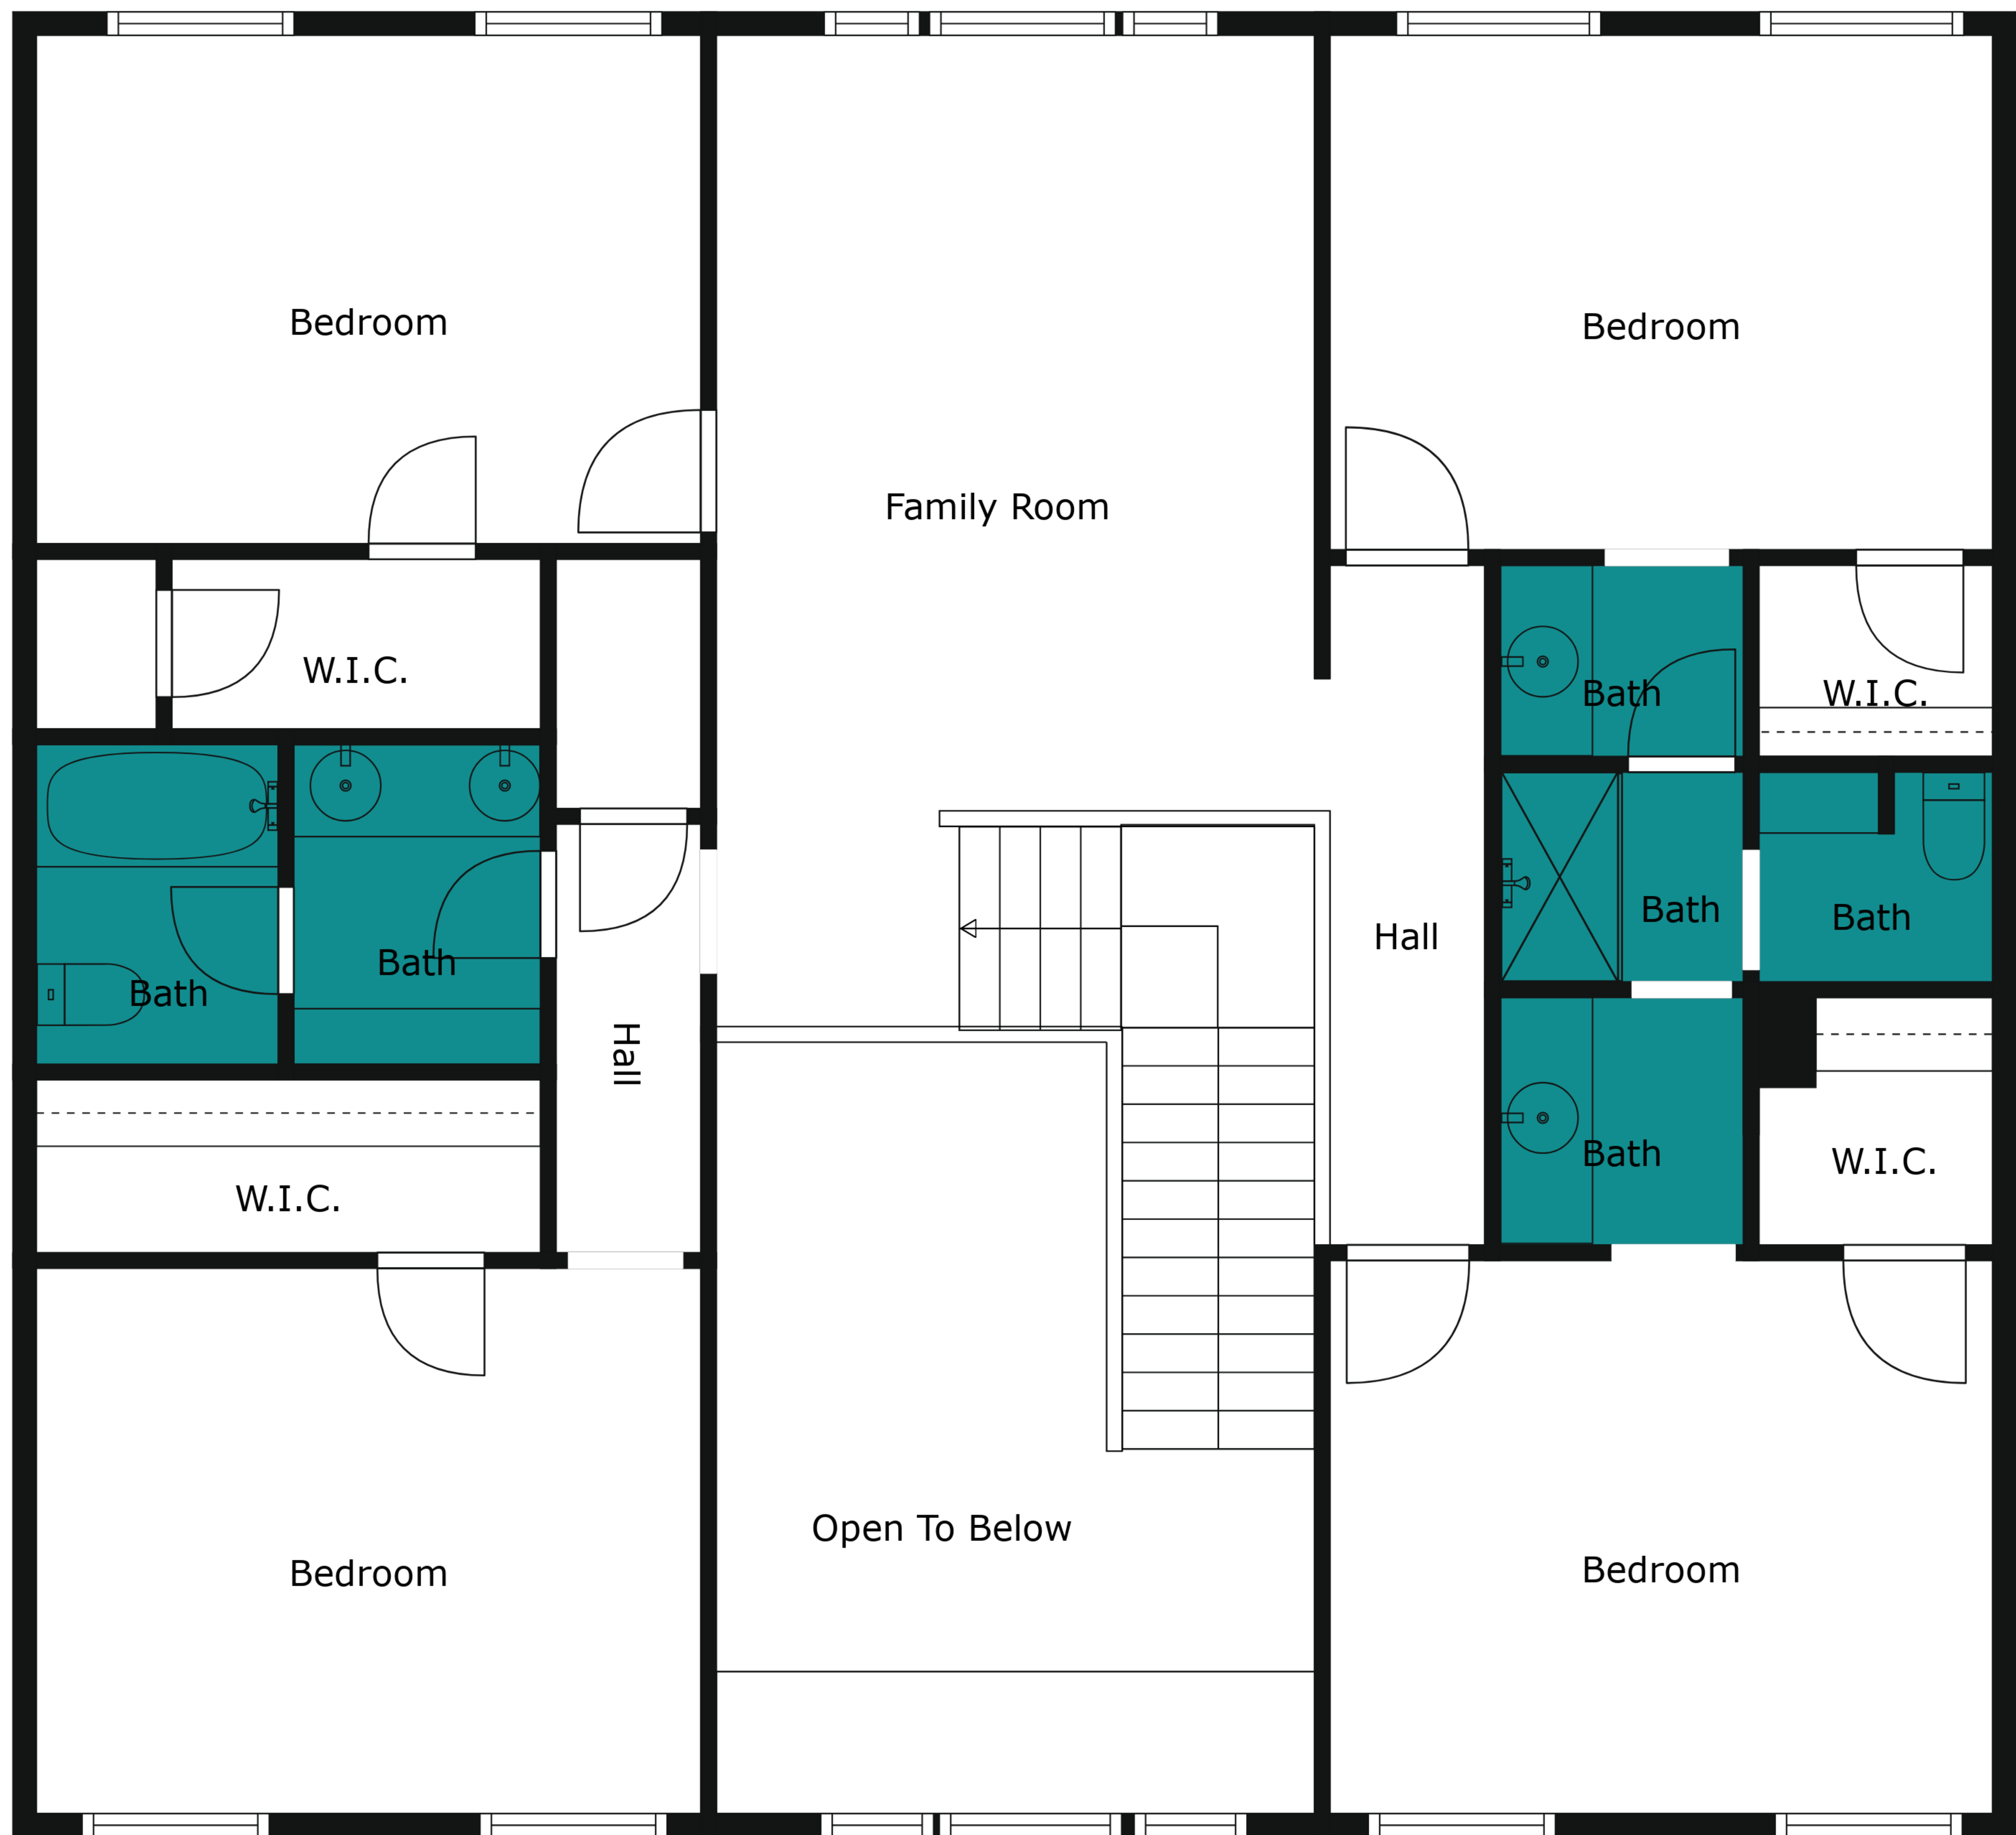 Bedroom
Bedroom
Family Room
W.I.C.
Bath
W.I.C.
Bath
Bath
Hall
Bath
Bath
Hall
Bath
W.I.C.
W.I.C.
Open To Below
Bedroom
Bedroom